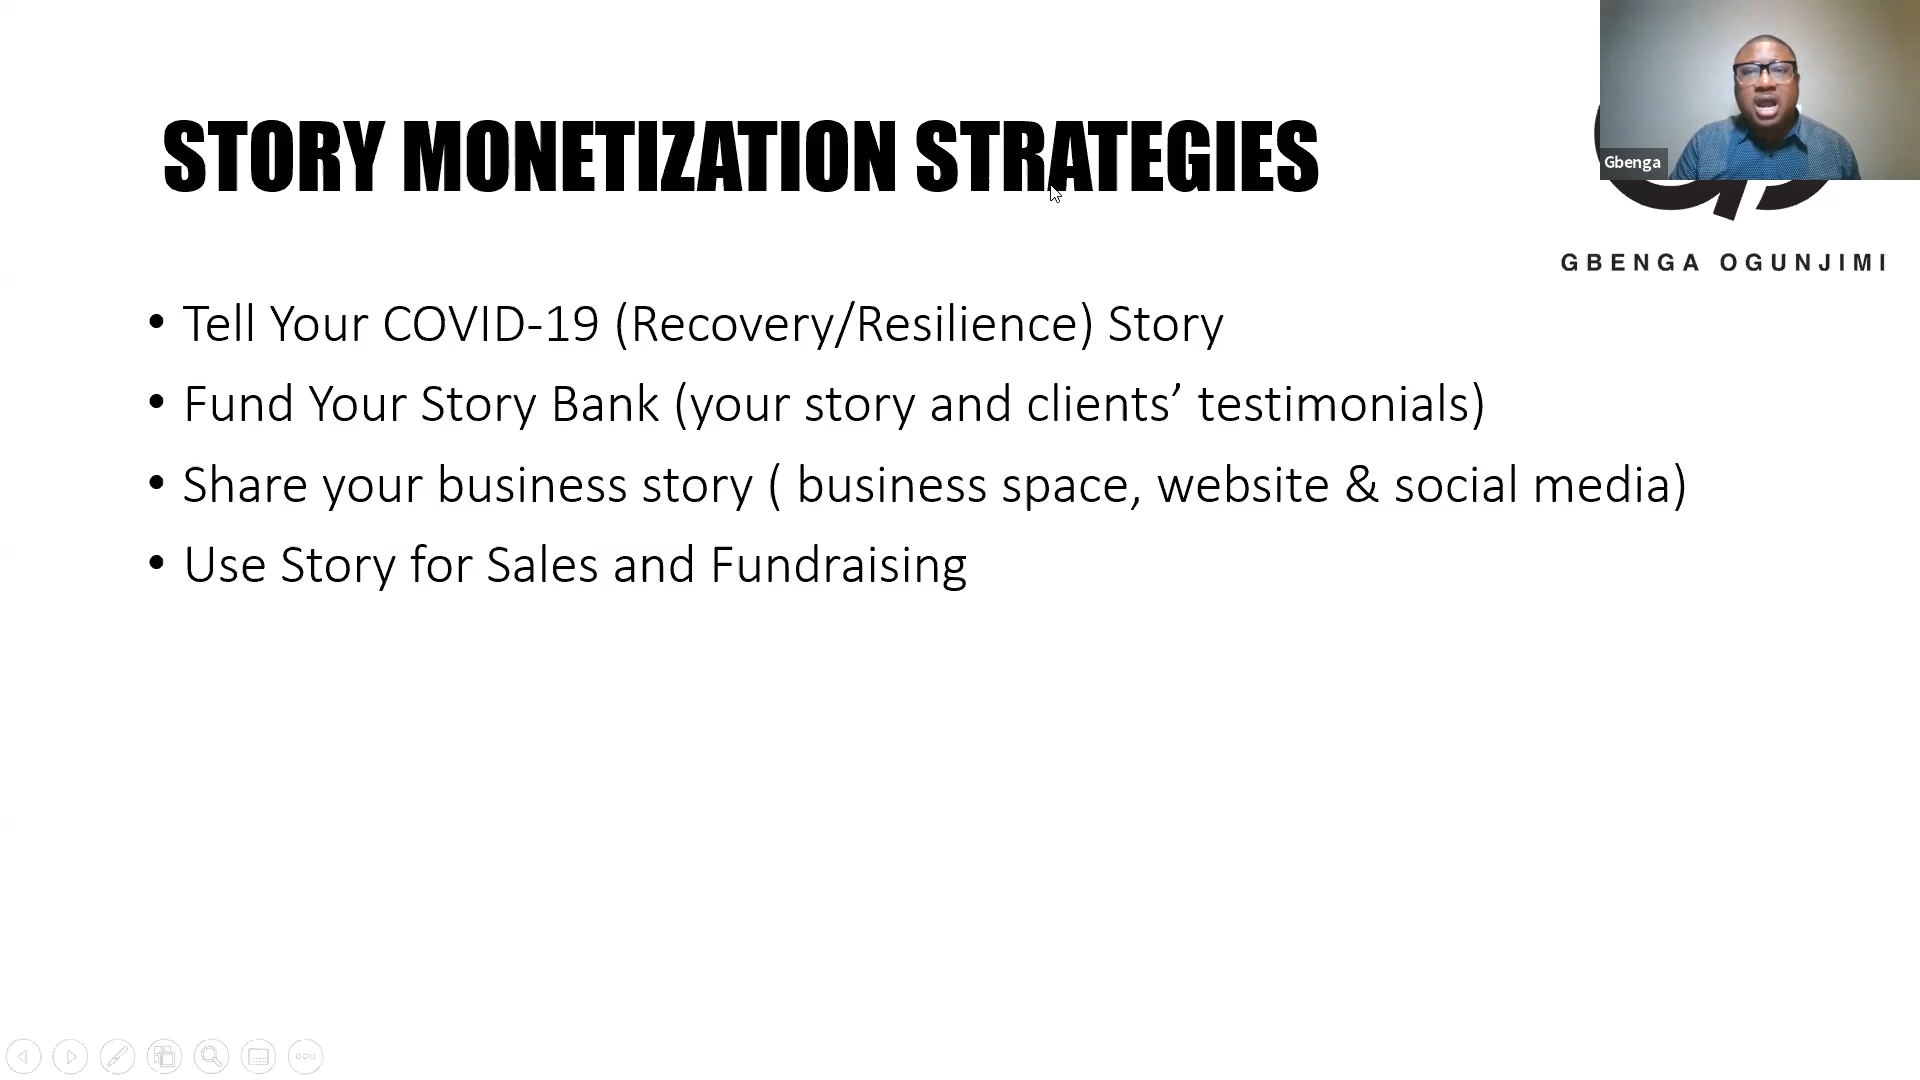 STORY MONETIZATION STRATEGIES
Gbenga
GBENGA OGUNJIMI
• Tell Your COVID-19 (Recovery/Resilience) Story
• Fund Your Story Bank (your story and clients’ testimonials)
• Share your business story ( business space, website & social media)
• Use Story for Sales and Fundraising